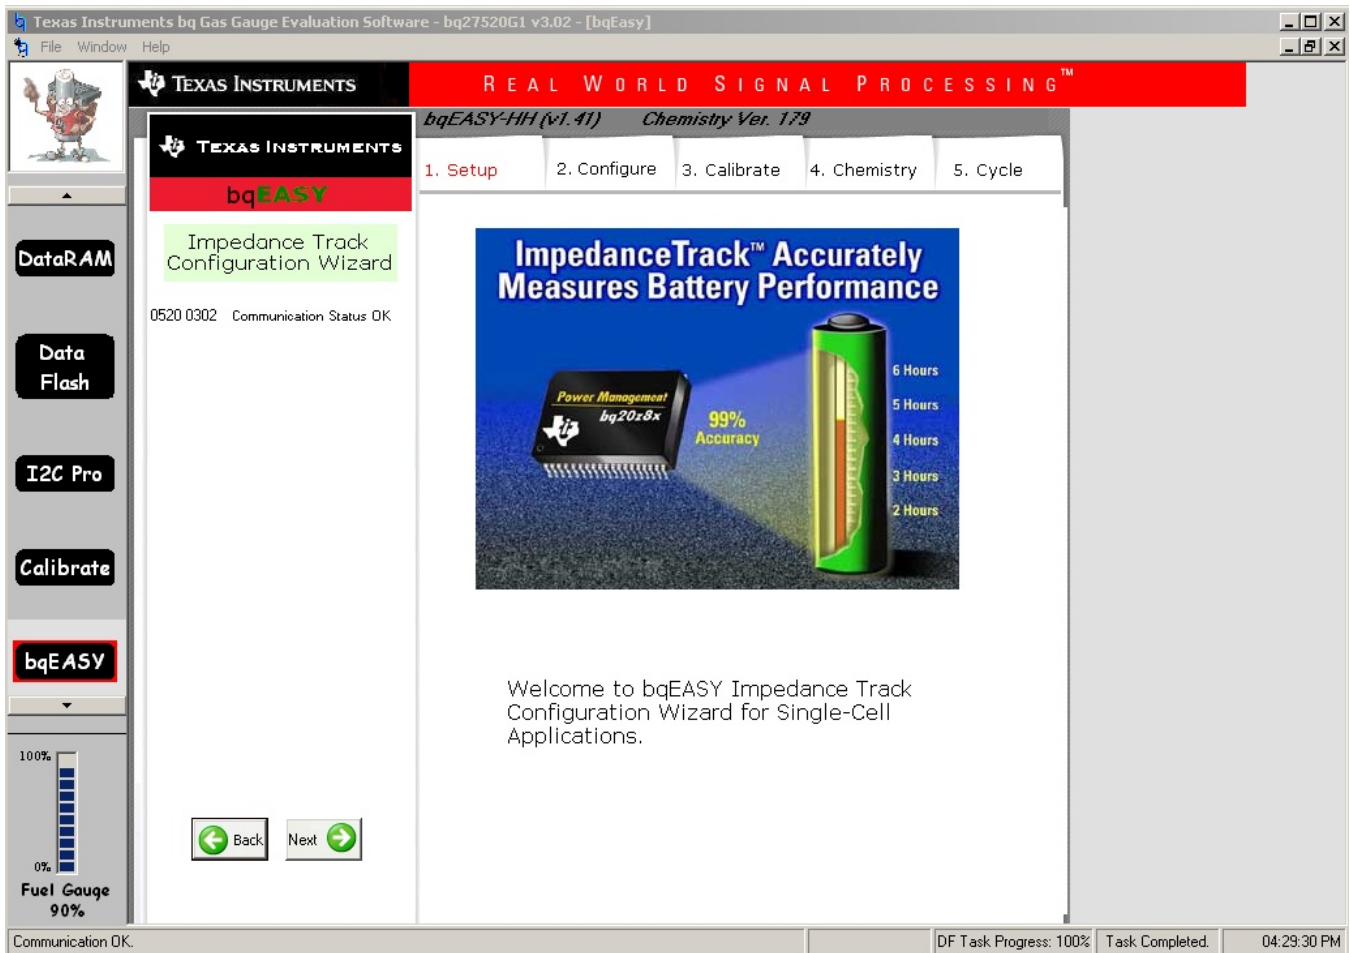 Texas Instruments bq Gas Gauge Evaluation Software - bq27520G1 v3.02 - [bqEasy]
File Window Help
TEXAS INSTRUMENTS
REAL WORLD SIGNAL PROCESSING™
bqEASY-HH (v1.41) Chemistry Ver. 179
TEXAS INSTRUMENTS
bqEASY
1. Setup
2. Configure
3. Calibrate
4. Chemistry
5. Cycle
Impedance Track
Configuration Wizard
0520 0302 Communication Status OK
DataRAM
Data
Flash
I2C Pro
Calibrate
bqEASY
ImpedanceTrack™ Accurately
Measures Battery Performance
Power Management
bq20z8x
99%
Accuracy
6 Hours
5 Hours
4 Hours
3 Hours
2 Hours
Welcome to bqEASY Impedance Track
Configuration Wizard for Single-Cell
Applications.
Back
Next
100%
0%
Fuel Gauge
90%
Communication OK.
DF Task Progress: 100%
Task Completed.
04:29:30 PM